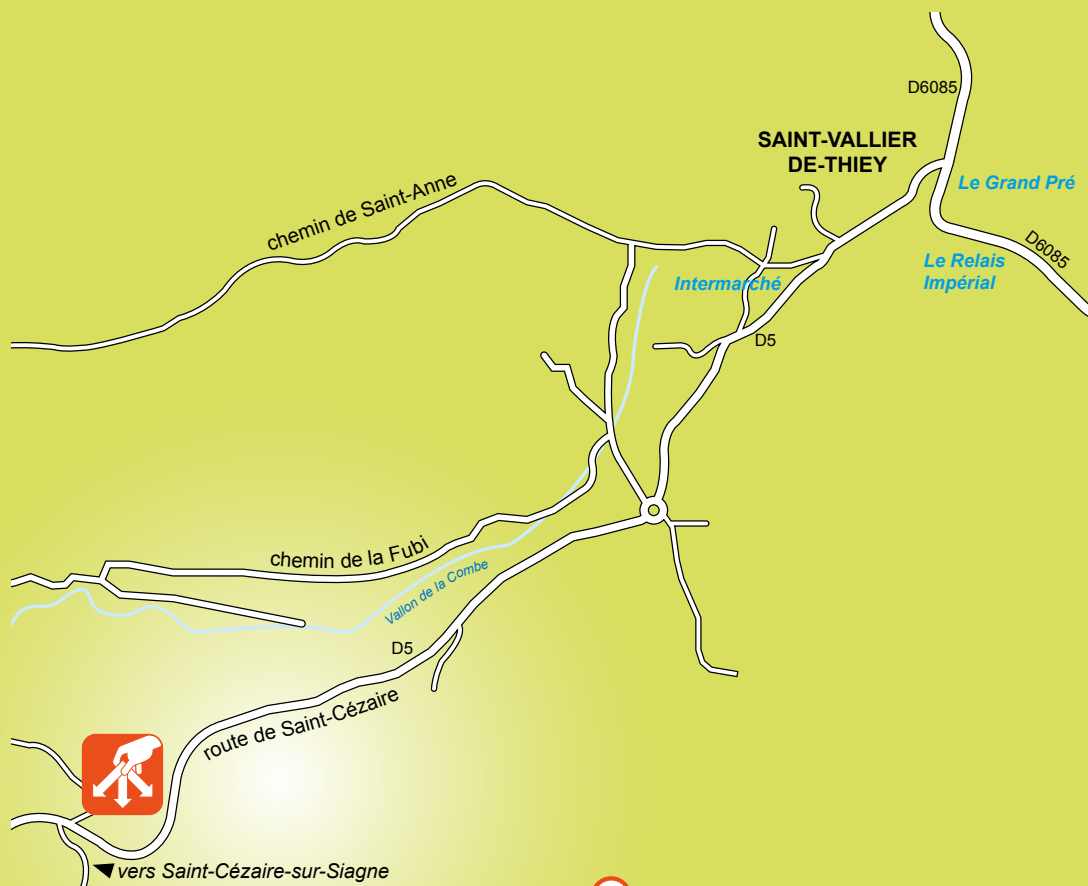 D6085
SAINT-VALLIER
DE-THIEY
Le Grand Pré
chemin de Saint-Anne
D6085
Le Relais
Impérial
Intermarché
D5
chemin de la Fubi
Vallon de la Combe
D5
route de Saint-Cézaire
vers Saint-Cézaire-sur-Siagne